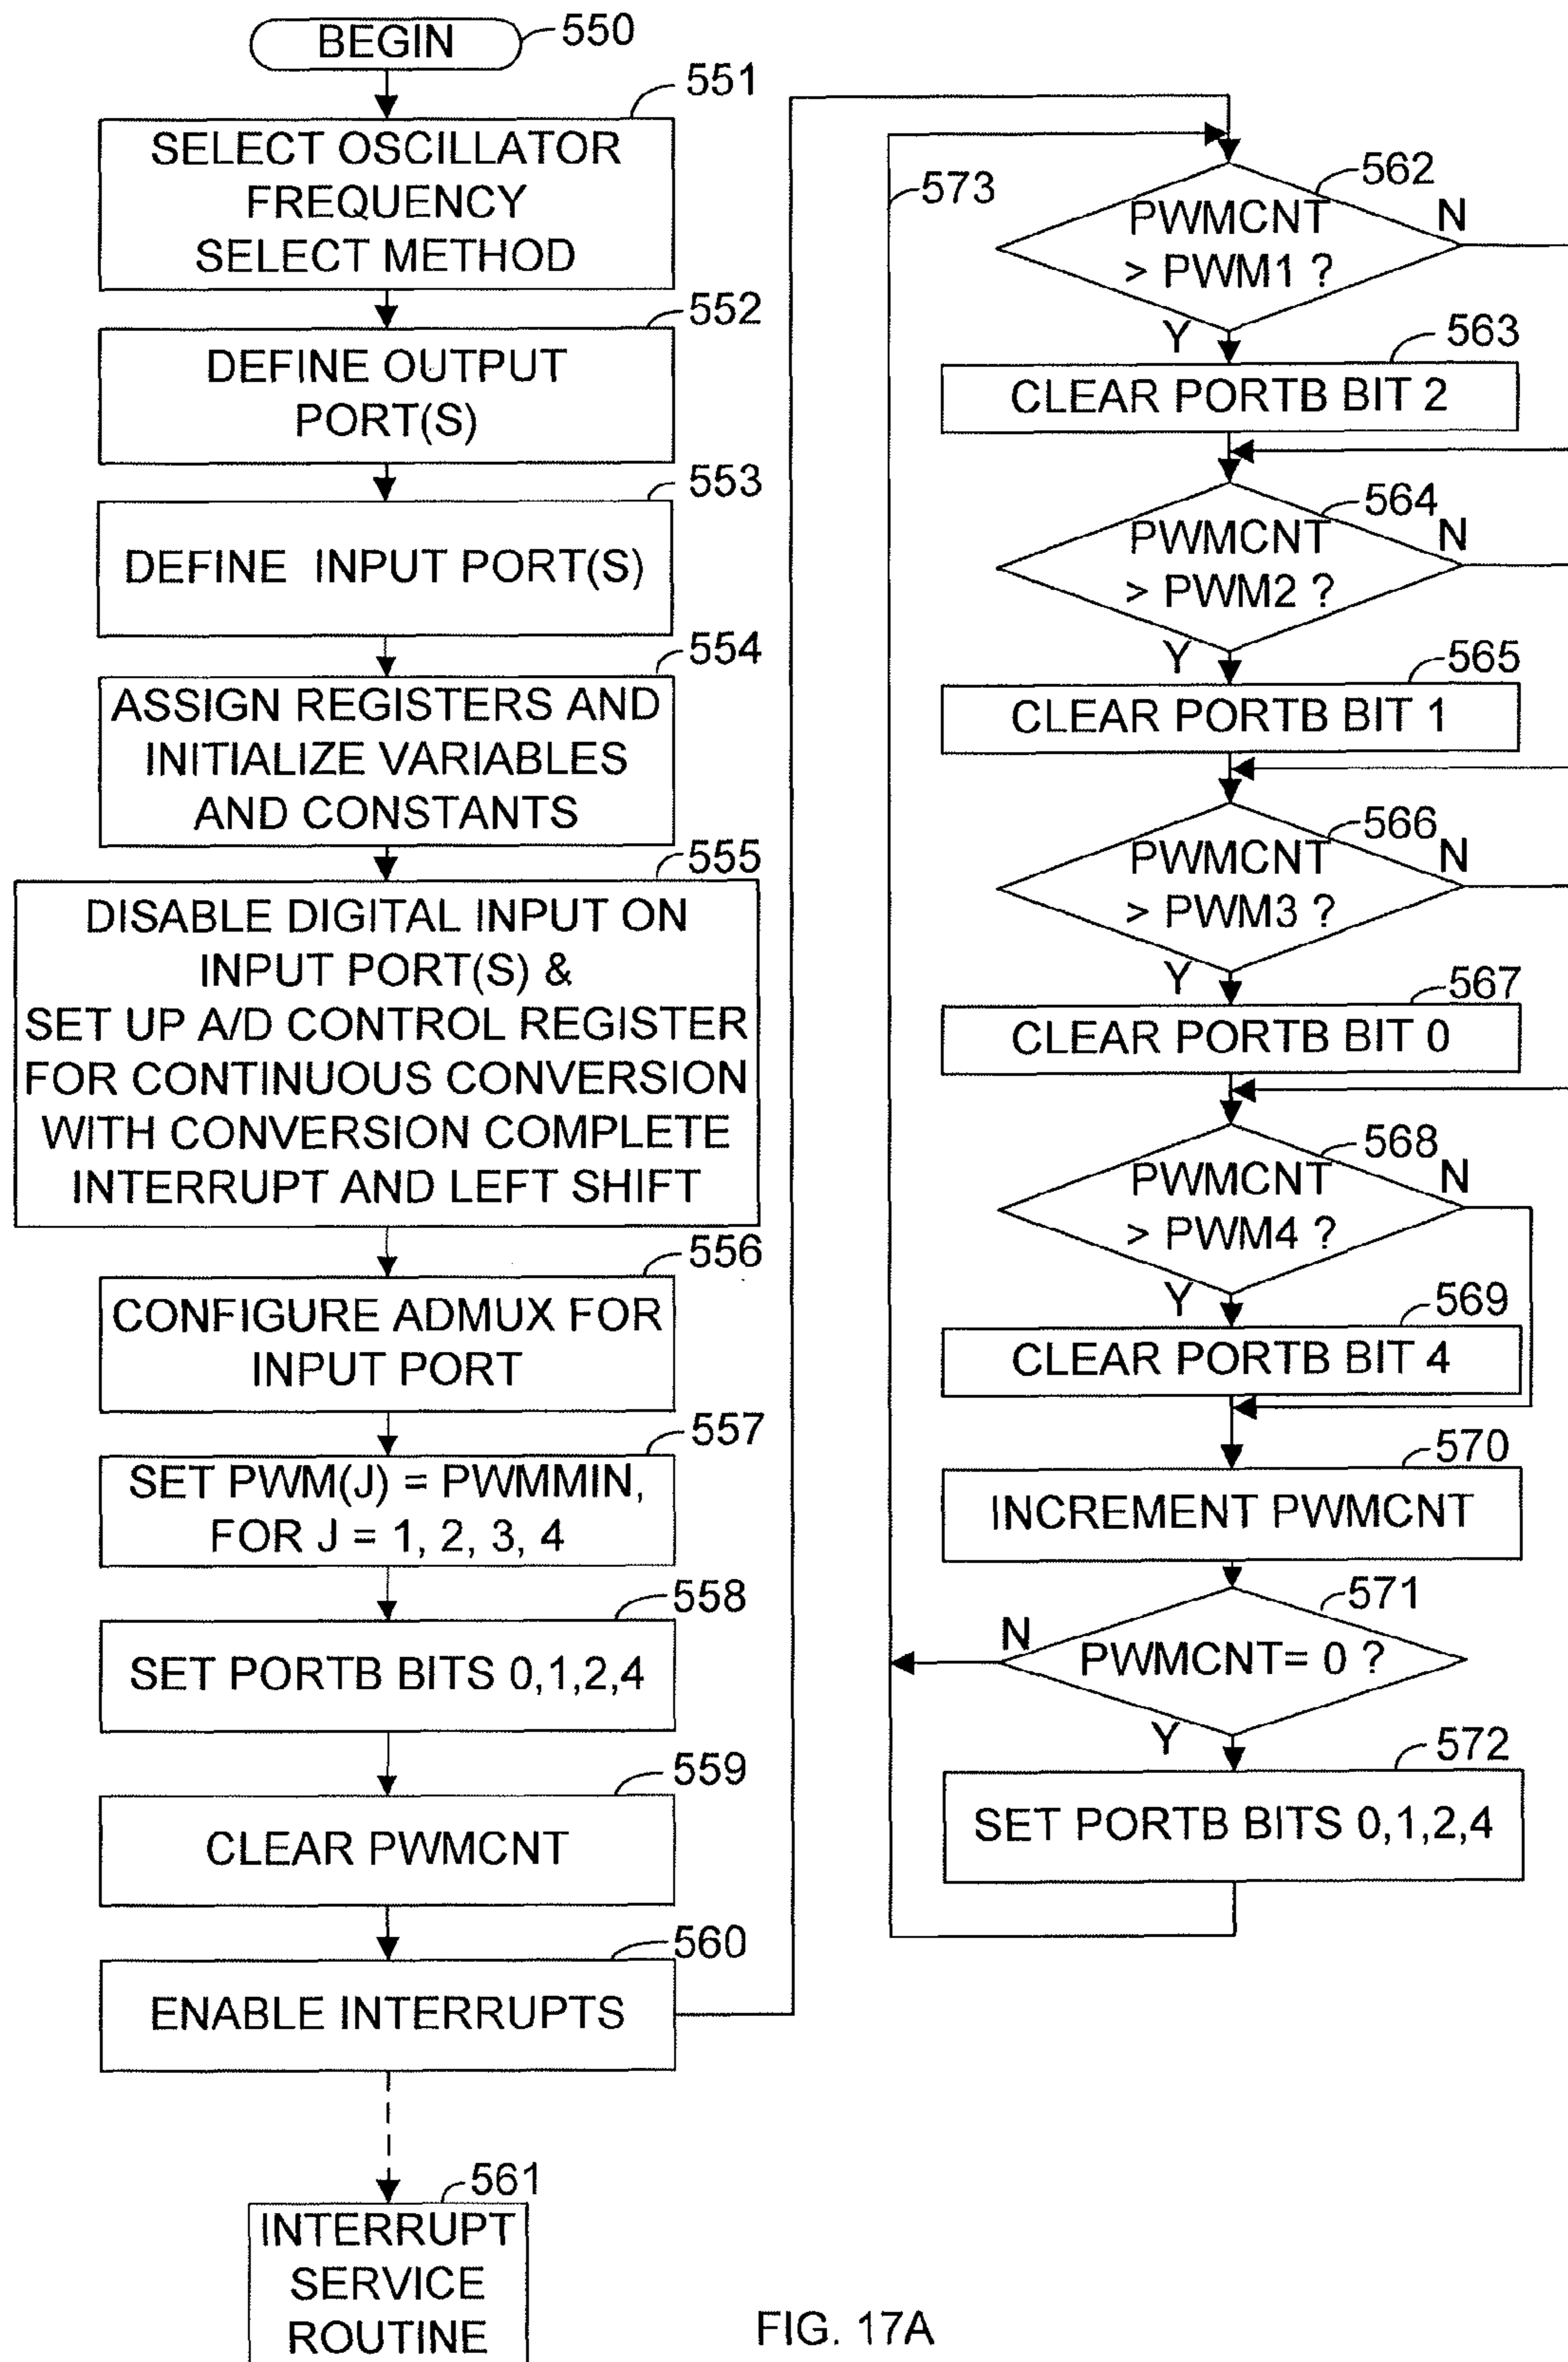 BEGIN
550
551
SELECT OSCILLATOR
FREQUENCY
SELECT METHOD
552
DEFINE OUTPUT
PORT(S)
553
DEFINE INPUT PORT(S)
554
ASSIGN REGISTERS AND
INITIALIZE VARIABLES
AND CONSTANTS
555
DISABLE DIGITAL INPUT ON
INPUT PORT(S) &
SET UP A/D CONTROL REGISTER
FOR CONTINUOUS CONVERSION
WITH CONVERSION COMPLETE
INTERRUPT AND LEFT SHIFT
556
CONFIGURE ADMUX FOR
INPUT PORT
557
SET PWM(J) = PWMMIN,
FOR J = 1, 2, 3, 4
558
SET PORTB BITS 0,1,2,4
559
CLEAR PWMCNT
560
ENABLE INTERRUPTS
561
INTERRUPT
SERVICE
ROUTINE
573
562
PWMCNT
> PWM1 ?
N
Y
563
CLEAR PORTB BIT 2
564
PWMCNT
> PWM2 ?
N
Y
565
CLEAR PORTB BIT 1
566
PWMCNT
> PWM3 ?
N
Y
567
CLEAR PORTB BIT 0
568
PWMCNT
> PWM4 ?
N
Y
569
CLEAR PORTB BIT 4
570
INCREMENT PWMCNT
571
N
PWMCNT= 0 ?
Y
572
SET PORTB BITS 0,1,2,4
FIG. 17A